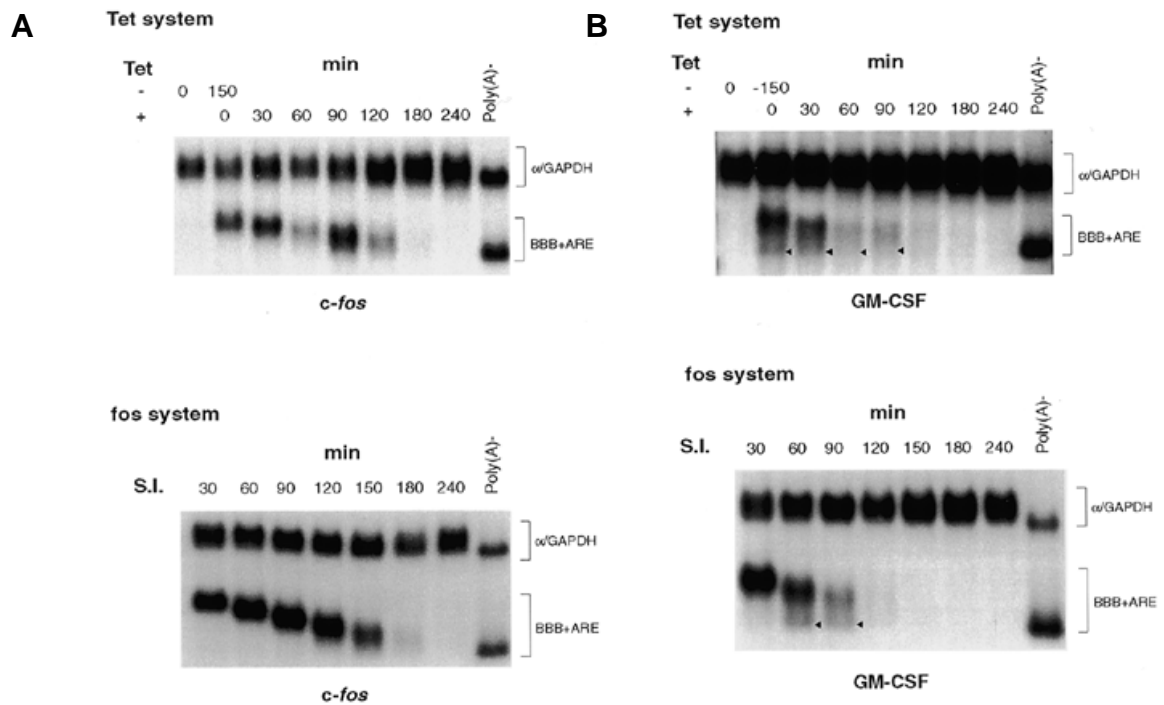 A
Tet system
Tet
min
- 0 150
+ 0 30 60 90 120 180 240
Poly(A)-
α/GAPDH
BBB+ARE
c-fos
fos system
min
S.I. 30 60 90 120 150 180 240
Poly(A)-
α/GAPDH
BBB+ARE
c-fos
B
Tet system
Tet
min
- 0 -150
+ 0 30 60 90 120 180 240
Poly(A)-
α/GAPDH
BBB+ARE
GM-CSF
fos system
min
S.I. 30 60 90 120 150 180 240
Poly(A)-
α/GAPDH
BBB+ARE
GM-CSF